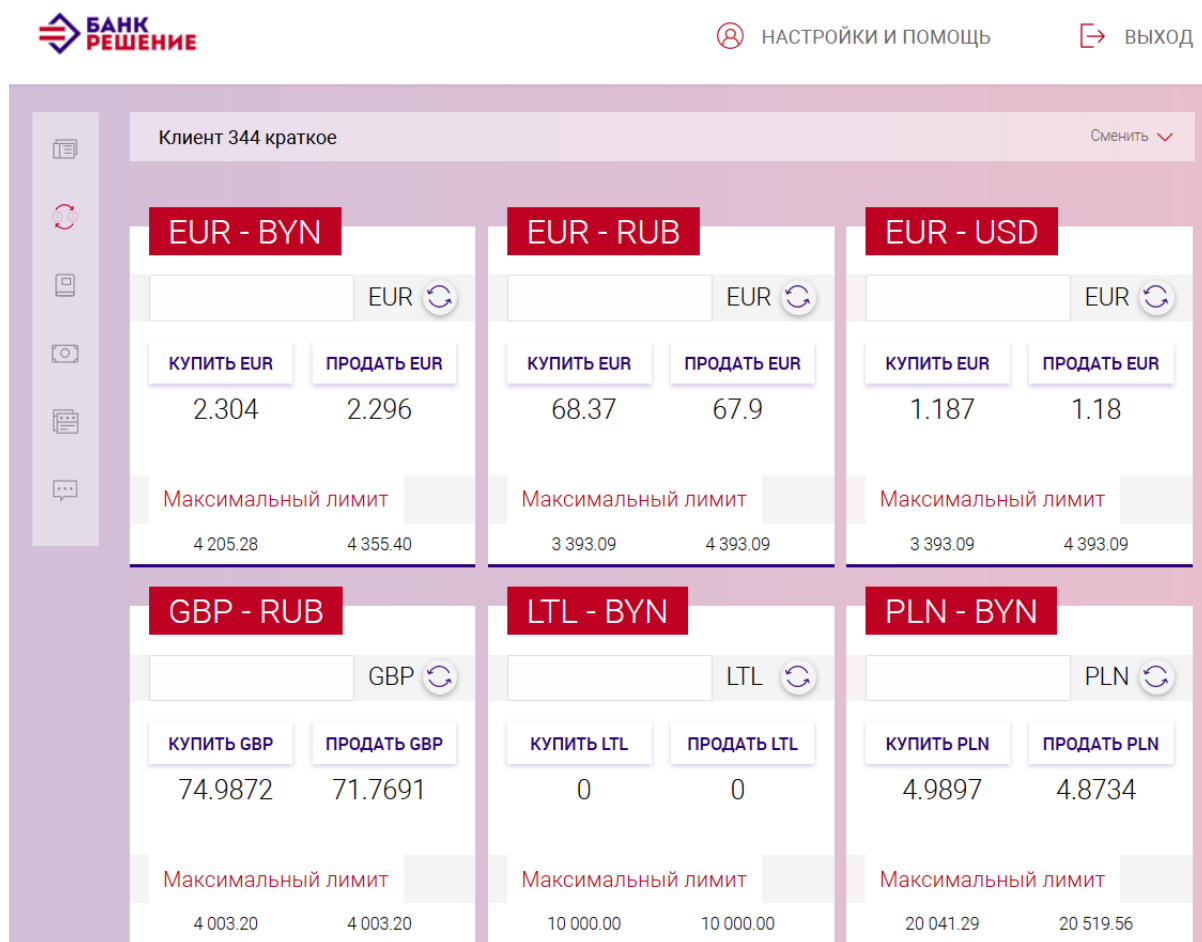 БАНК
РЕШЕНИЕ
НАСТРОЙКИ И ПОМОЩЬ
ВЫХОД
Клиент 344 краткое
Сменить
EUR - BYN
EUR
КУПИТЬ EUR ПРОДАТЬ EUR
2.304 2.296
Максимальный лимит
4 205.28 4 355.40
EUR - RUB
EUR
КУПИТЬ EUR ПРОДАТЬ EUR
68.37 67.9
Максимальный лимит
3 393.09 4 393.09
EUR - USD
EUR
КУПИТЬ EUR ПРОДАТЬ EUR
1.187 1.18
Максимальный лимит
3 393.09 4 393.09
GBP - RUB
GBP
КУПИТЬ GBP ПРОДАТЬ GBP
74.9872 71.7691
Максимальный лимит
4 003.20 4 003.20
LTL - BYN
LTL
КУПИТЬ LTL ПРОДАТЬ LTL
0 0
Максимальный лимит
10 000.00 10 000.00
PLN - BYN
PLN
КУПИТЬ PLN ПРОДАТЬ PLN
4.9897 4.8734
Максимальный лимит
20 041.29 20 519.56